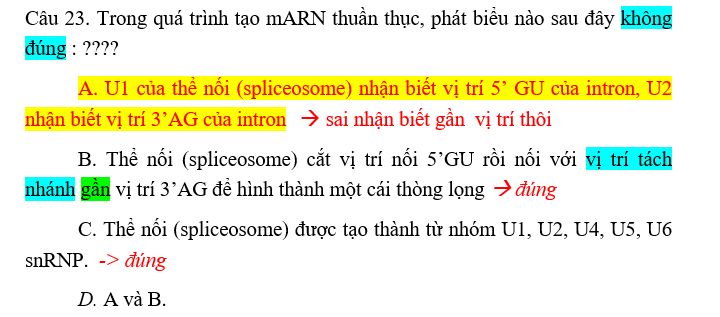 Câu 23. Trong quá trình tạo mARN thuần thục, phát biểu nào sau đây không
đúng : ????
A. U1 của thể nối (spliceosome) nhận biết vị trí 5’ GU của intron, U2
nhận biết vị trí 3’AG của intron → sai nhận biết gần vị trí thôi
B. Thể nối (spliceosome) cắt vị trí nối 5’GU rồi nối với vị trí tách
nhánh gần vị trí 3’AG để hình thành một cái thòng lọng → đúng
C. Thể nối (spliceosome) được tạo thành từ nhóm U1, U2, U4, U5, U6
snRNP. -> đúng
D. A và B.